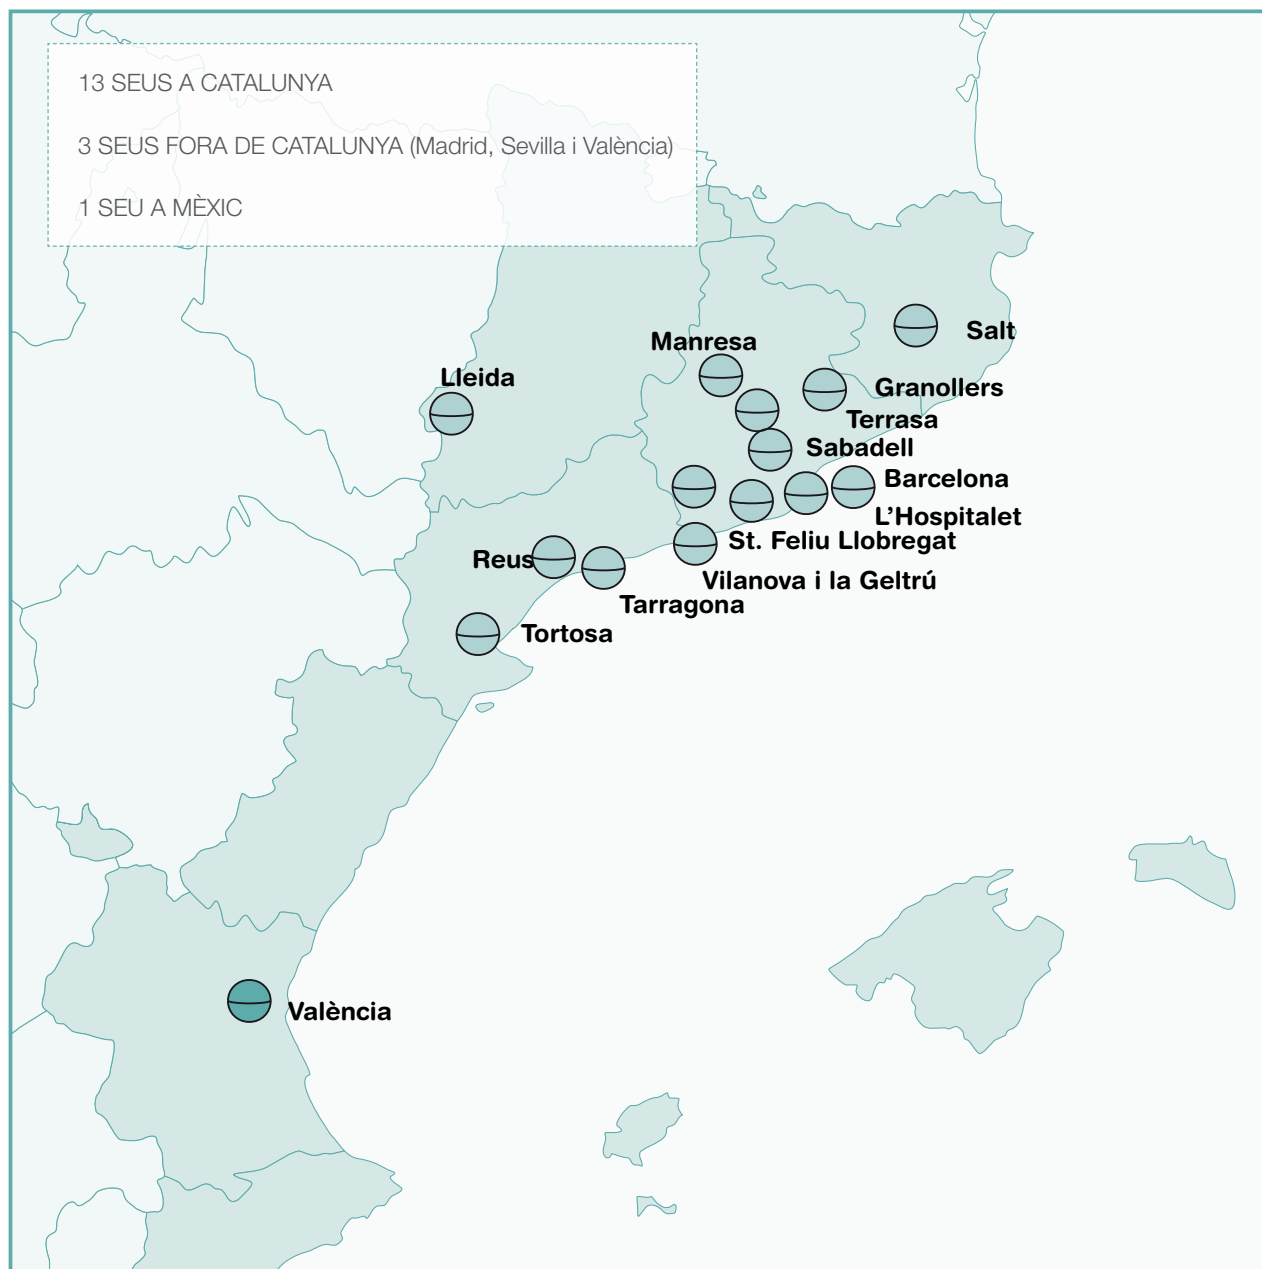 13 SEUS A CATALUNYA
3 SEUS FORA DE CATALUNYA (Madrid, Sevilla i València)
1 SEU A MÈXIC
Salt
Manresa
Lleida
Granollers
Terrasa
Sabadell
Barcelona
L’Hospitalet
St. Feliu Llobregat
Reus
Vilanova i la Geltrú
Tarragona
Tortosa
València